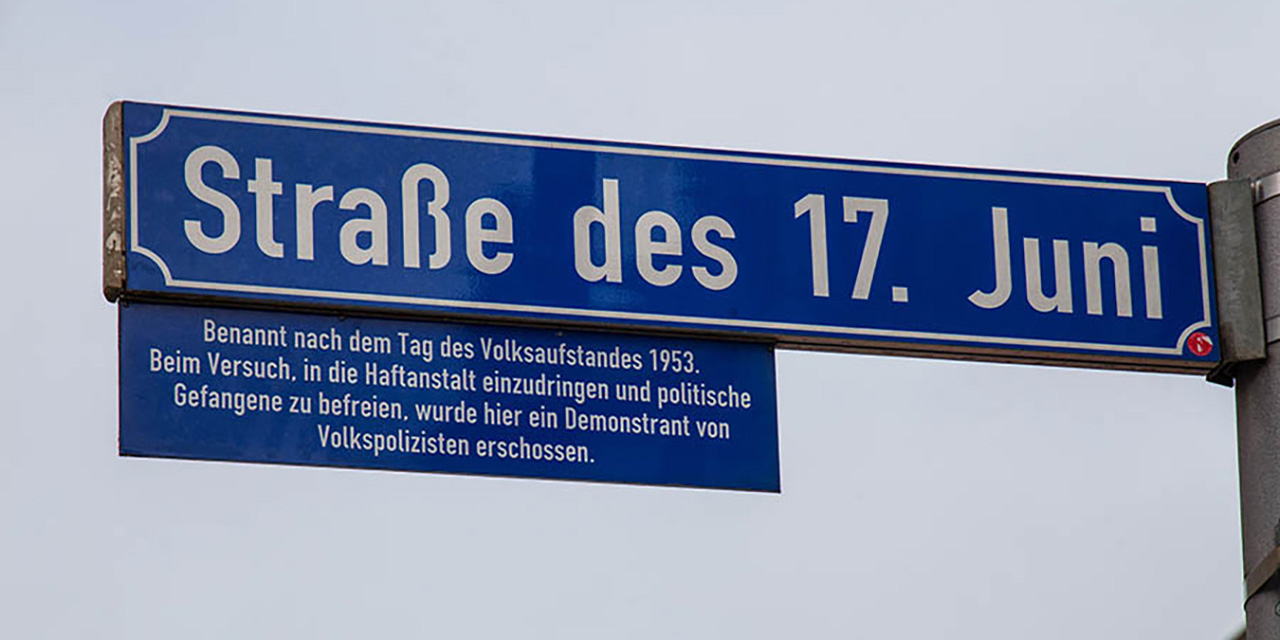 Straße des 17. Juni
Benannt nach dem Tag des Volksaufstandes 1953.
Beim Versuch, in die Haftanstalt einzudringen und politische
Gefangene zu befreien, wurde hier ein Demonstrant von
Volkspolizisten erschossen.